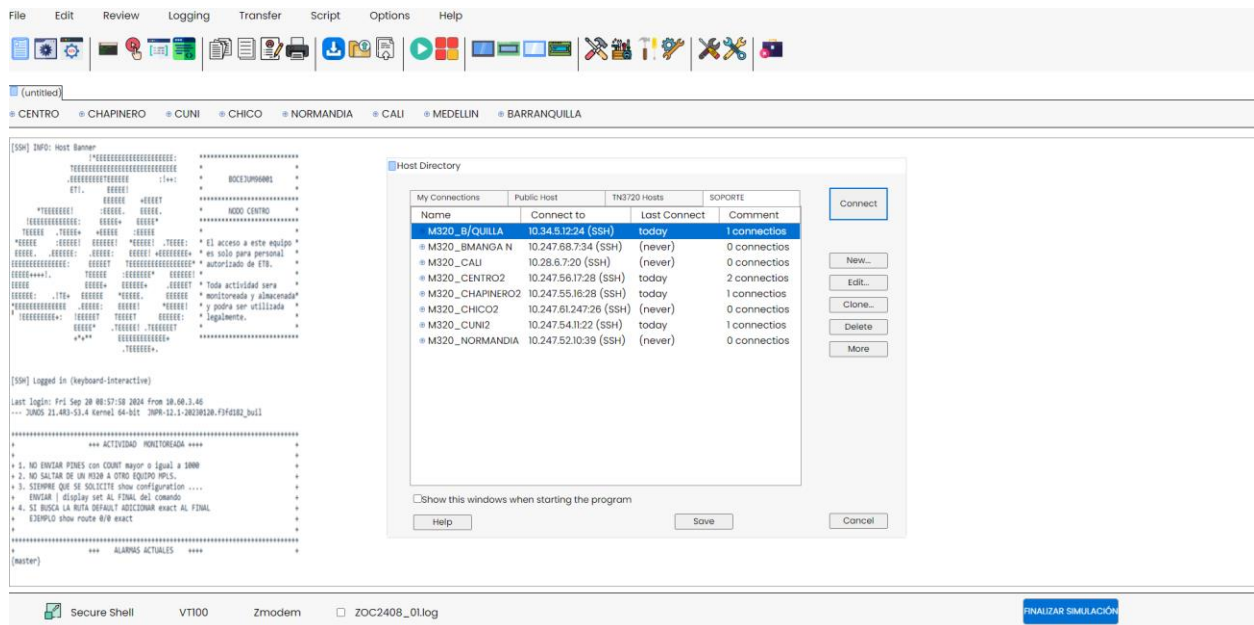 File Edit Review Logging Transfer Script Options Help
(untitled)
CENTRO CHAPINERO CUNI CHICO NORMANDIA CALI MEDELLIN BARRANQUILLA
[SSH] INFO: Host Banner
BOCEJUM96001
NODO CENTRO
* El acceso a este equipo *
* es solo para personal *
* autorizado de ETB. *
* Toda actividad sera *
* monitoreada y almacenada*
* y podra ser utilizada *
* legalmente. *
[SSH] Logged in (keyboard-interactive)
Last login: Fri Sep 20 08:57:58 2024 from 10.60.3.46
--- JUNOS 21.4R3-S3.4 Kernel 64-bit JNPR-12.1-20230120.f3fd182_buil
+ +++ ACTIVIDAD MONITOREADA ++++ +
+ 1. NO ENVIAR PINES con COUNT mayor o igual a 1000 +
+ 2. NO SALTAR DE UN M320 A OTRO EQUIPO MPLS. +
+ 3. SIEMPRE QUE SE SOLICITE show configuration .... +
+ ENVIAR | display set AL FINAL del comando +
+ 4. SI BUSCA LA RUTA DEFAULT ADICIONAR exact AL FINAL +
+ EJEMPLO show route 0/0 exact +
+ +++ ALARMAS ACTUALES ++++ +
{master}
Host Directory
My Connections Public Host TN3720 Hosts SOPORTE
Name Connect to Last Connect Comment
M320_B/QUILLA 10.34.5.12:24 (SSH) today 1 connectios
M320_BMANGA N 10.247.68.7:34 (SSH) (never) 0 connectios
M320_CALI 10.28.6.7:20 (SSH) (never) 0 connectios
M320_CENTRO2 10.247.56.17:28 (SSH) today 2 connectios
M320_CHAPINERO2 10.247.55.16:28 (SSH) today 1 connectios
M320_CHICO2 10.247.61.247:26 (SSH) (never) 0 connectios
M320_CUNI2 10.247.54.11:22 (SSH) today 1 connectios
M320_NORMANDIA 10.247.52.10:39 (SSH) (never) 0 connectios
Show this windows when starting the program
Help Save Cancel
Connect
New...
Edit...
Clone...
Delete
More
Secure Shell VT100 Zmodem ZOC2408_01.log FINALIZAR SIMULACIÓN